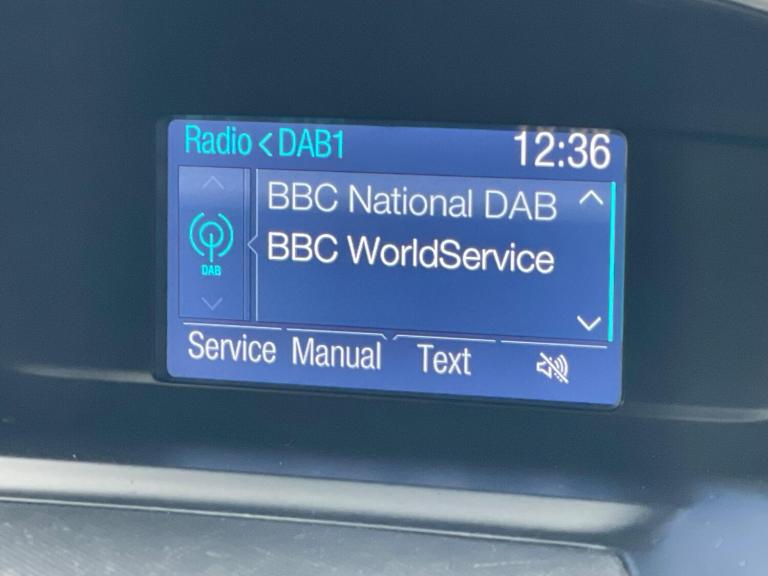 Radio < DAB1 12:36
BBC National DAB
DAB
BBC WorldService
Service Manual Text